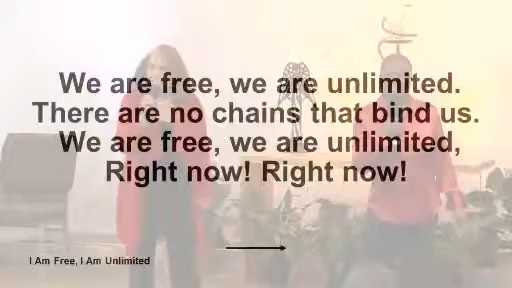 We are free, we are unlimited.
There are no chains that bind us.
We are free, we are unlimited,
Right now! Right now!
I Am Free, I Am Unlimited